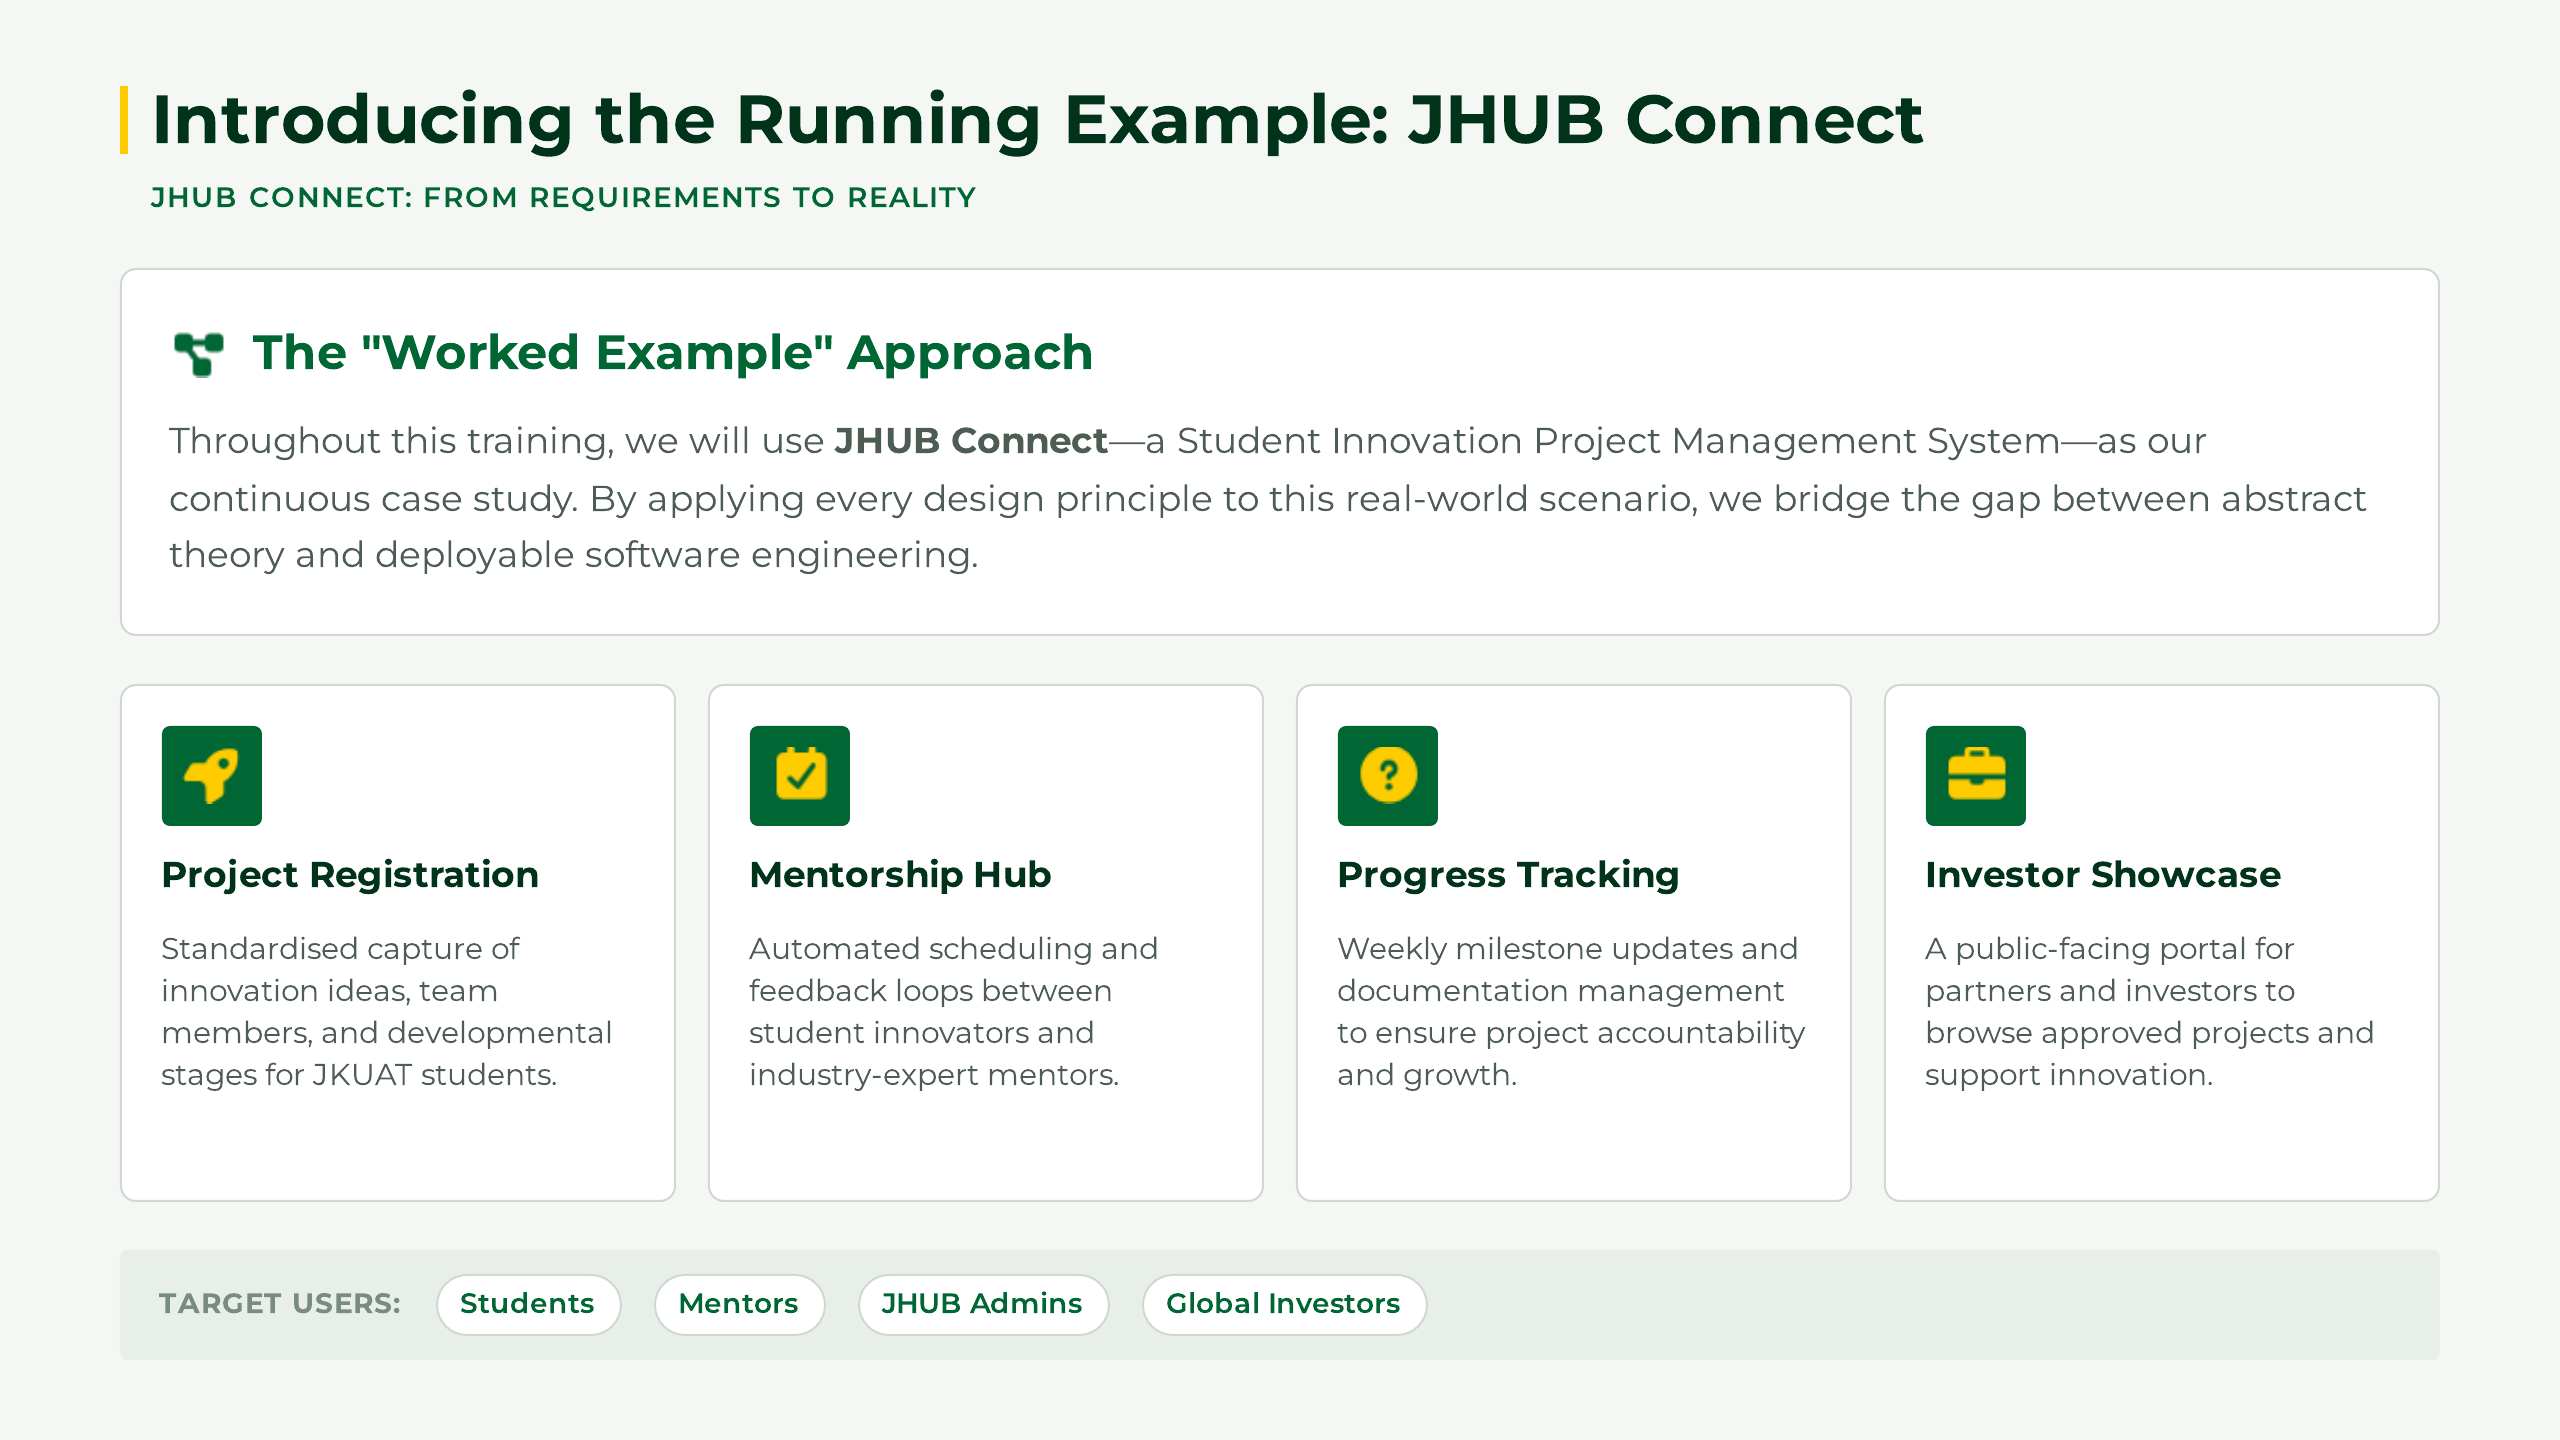 Introducing the Running Example: JHUB Connect
JHUB CONNECT: FROM REQUIREMENTS TO REALITY
The "Worked Example" Approach
Throughout this training, we will use JHUB Connect—a Student Innovation Project Management System—as our
continuous case study. By applying every design principle to this real-world scenario, we bridge the gap between abstract
theory and deployable software engineering.
Project Registration
Standardised capture of
innovation ideas, team
members, and developmental
stages for JKUAT students.
Mentorship Hub
Automated scheduling and
feedback loops between
student innovators and
industry-expert mentors.
?
Progress Tracking
Weekly milestone updates and
documentation management
to ensure project accountability
and growth.
Investor Showcase
A public-facing portal for
partners and investors to
browse approved projects and
support innovation.
TARGET USERS: Students Mentors JHUB Admins Global Investors